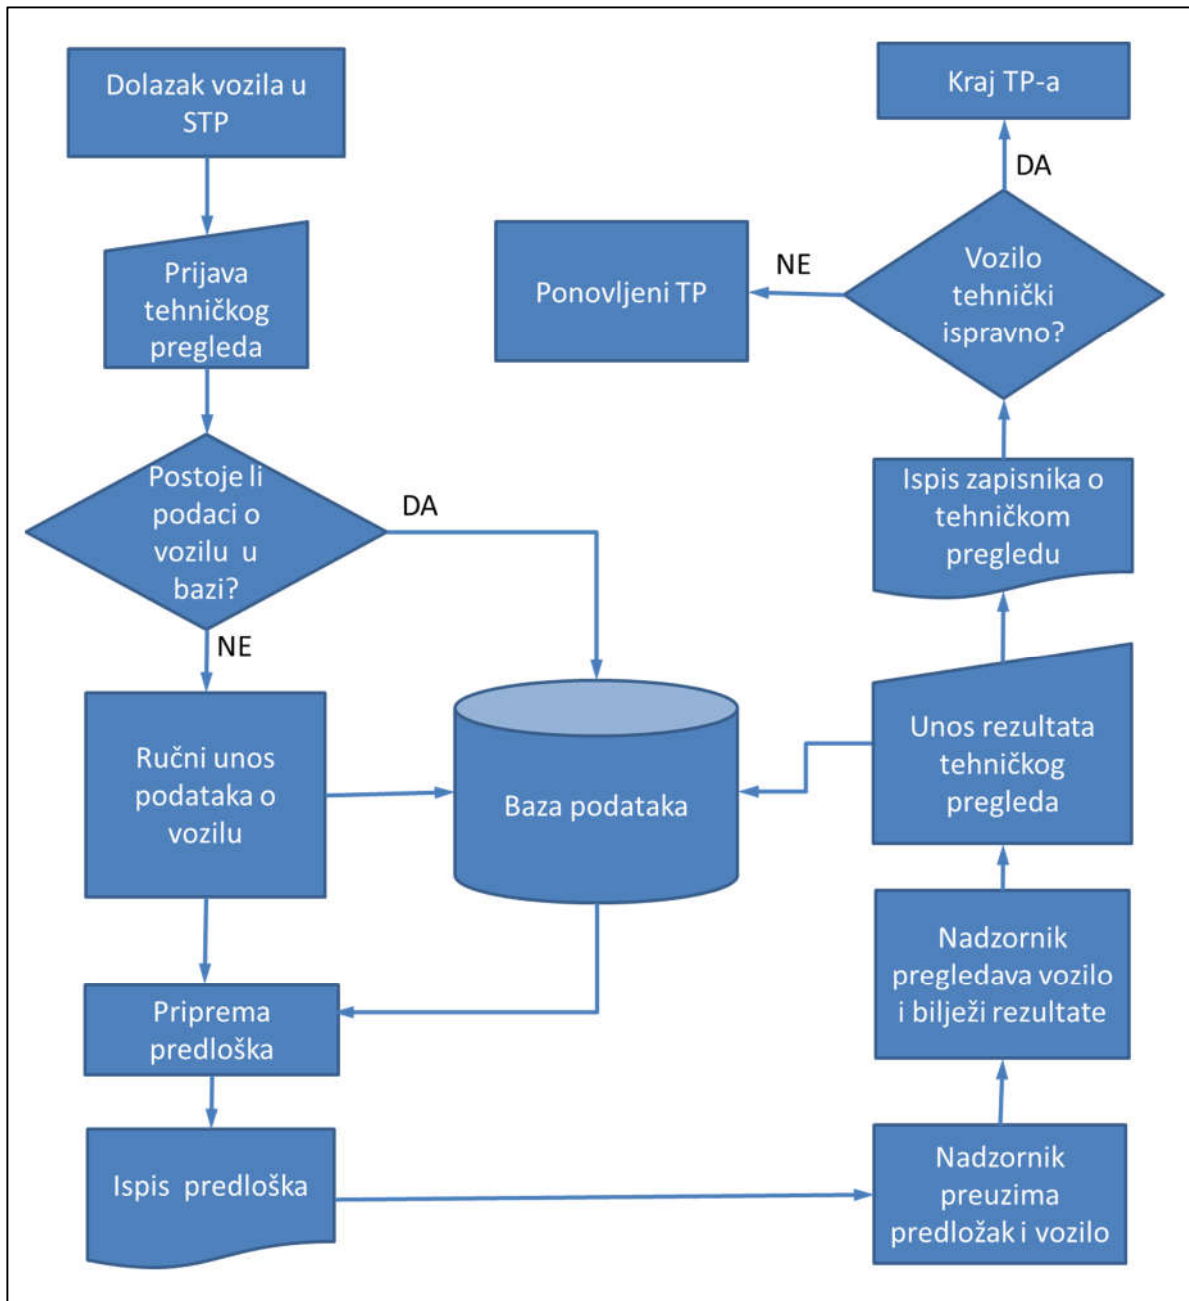 Dolazak vozila u
STP
Prijava
tehničkog
pregleda
Postoje li
podaci o
vozilu u
bazi?
DA
NE
Ručni unos
podataka o
vozilu
Baza podataka
Priprema
predloška
Ispis predloška
Nadzornik
preuzima
predložak i vozilo
Nadzornik
pregledava vozilo
i bilježi rezultate
Unos rezultata
tehničkog
pregleda
Ispis zapisnika o
tehničkom
pregledu
Vozilo
tehnički
ispravno?
NE
Ponovljeni TP
DA
Kraj TP-a